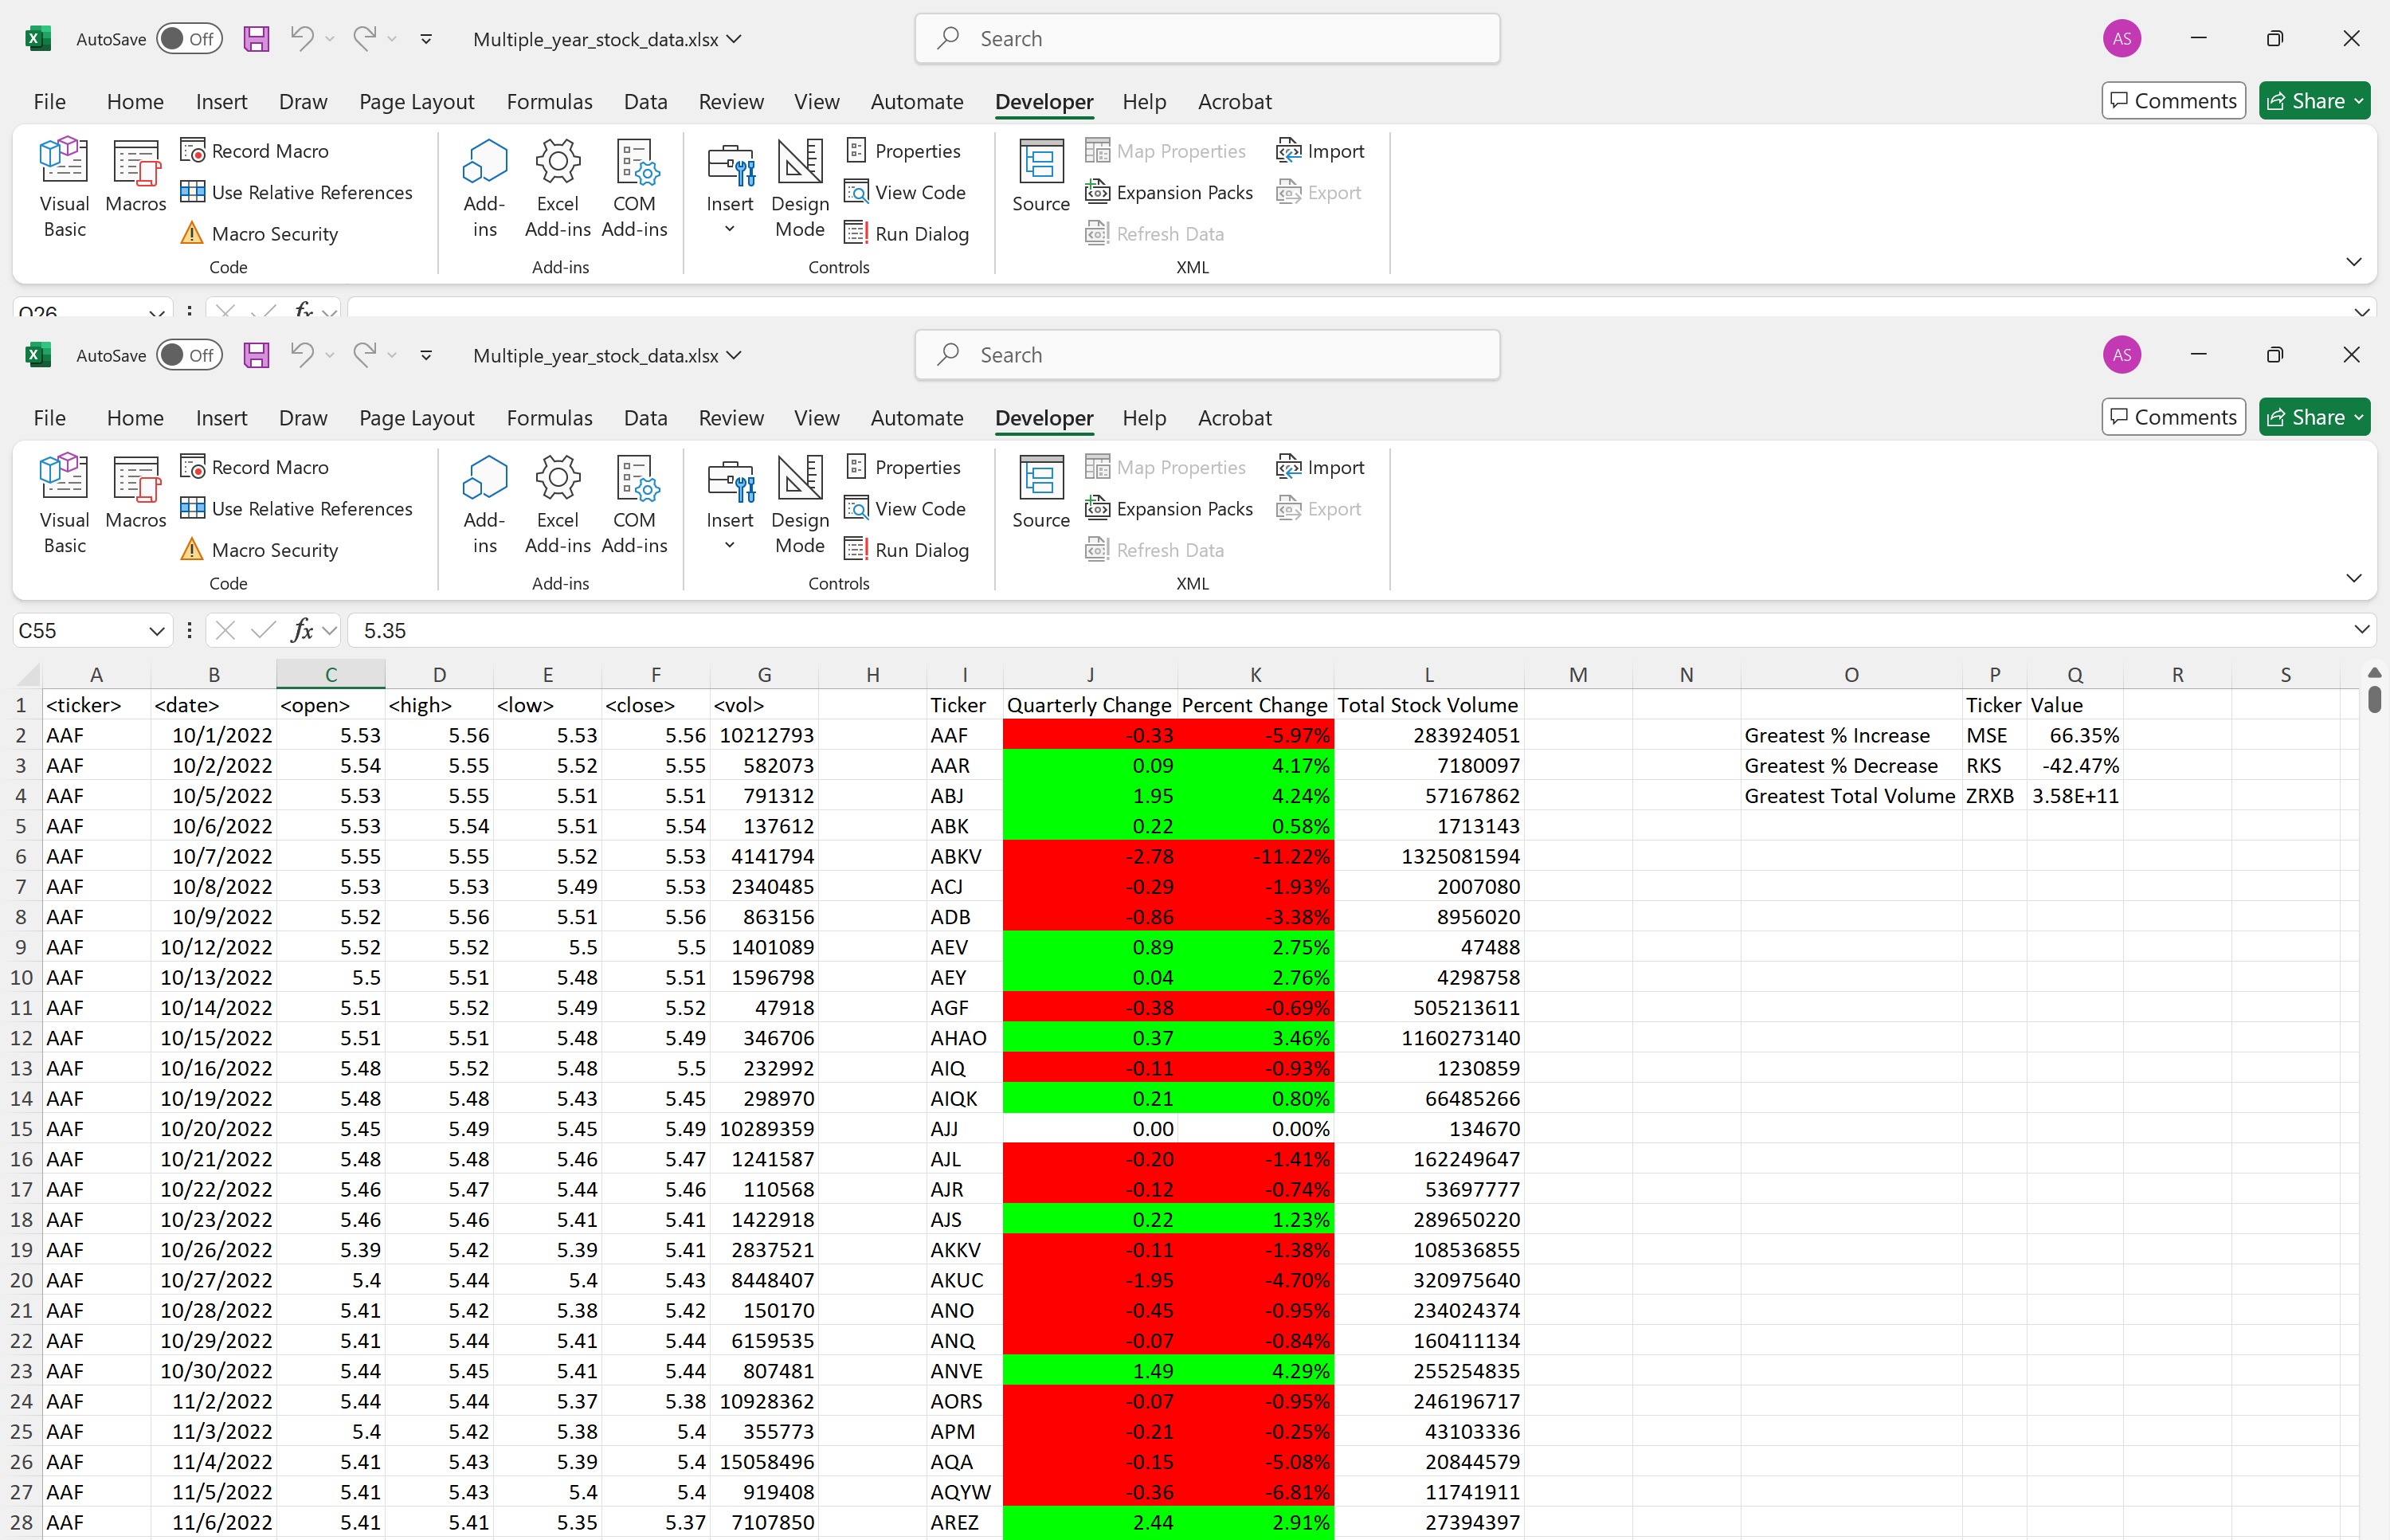 AutoSave Off Multiple_year_stock_data.xlsx Search AS
File Home Insert Draw Page Layout Formulas Data Review View Automate Developer Help Acrobat Comments Share
Visual Basic Macros Record Macro Use Relative References Macro Security Add-ins Excel Add-ins COM Add-ins Insert Design Mode Properties View Code Run Dialog Source Map Properties Expansion Packs Refresh Data Import Export
Code Add-ins Controls XML
fx
AutoSave Off Multiple_year_stock_data.xlsx Search AS
File Home Insert Draw Page Layout Formulas Data Review View Automate Developer Help Acrobat Comments Share
Visual Basic Macros Record Macro Use Relative References Macro Security Add-ins Excel Add-ins COM Add-ins Insert Design Mode Properties View Code Run Dialog Source Map Properties Expansion Packs Refresh Data Import Export
Code Add-ins Controls XML
C55 fx 5.35
A B C D E F G H I J K L M N O P Q R S
1 <ticker> <date> <open> <high> <low> <close> <vol> Ticker Quarterly Change Percent Change Total Stock Volume Ticker Value
2 AAF 10/1/2022 5.53 5.56 5.53 5.56 10212793 AAF -0.33 -5.97% 283924051 Greatest % Increase MSE 66.35%
3 AAF 10/2/2022 5.54 5.55 5.52 5.55 582073 AAR 0.09 4.17% 7180097 Greatest % Decrease RKS -42.47%
4 AAF 10/5/2022 5.53 5.55 5.51 5.51 791312 ABJ 1.95 4.24% 57167862 Greatest Total Volume ZRXB 3.58E+11
5 AAF 10/6/2022 5.53 5.54 5.51 5.54 137612 ABK 0.22 0.58% 1713143
6 AAF 10/7/2022 5.55 5.55 5.52 5.53 4141794 ABKV -2.78 -11.22% 1325081594
7 AAF 10/8/2022 5.53 5.53 5.49 5.53 2340485 ACJ -0.29 -1.93% 2007080
8 AAF 10/9/2022 5.52 5.56 5.51 5.56 863156 ADB -0.86 -3.38% 8956020
9 AAF 10/12/2022 5.52 5.52 5.5 5.5 1401089 AEV 0.89 2.75% 47488
10 AAF 10/13/2022 5.5 5.51 5.48 5.51 1596798 AEY 0.04 2.76% 4298758
11 AAF 10/14/2022 5.51 5.52 5.49 5.52 47918 AGF -0.38 -0.69% 505213611
12 AAF 10/15/2022 5.51 5.51 5.48 5.49 346706 AHAO 0.37 3.46% 1160273140
13 AAF 10/16/2022 5.48 5.52 5.48 5.5 232992 AIQ -0.11 -0.93% 1230859
14 AAF 10/19/2022 5.48 5.48 5.43 5.45 298970 AIQK 0.21 0.80% 66485266
15 AAF 10/20/2022 5.45 5.49 5.45 5.49 10289359 AJJ 0.00 0.00% 134670
16 AAF 10/21/2022 5.48 5.48 5.46 5.47 1241587 AJL -0.20 -1.41% 162249647
17 AAF 10/22/2022 5.46 5.47 5.44 5.46 110568 AJR -0.12 -0.74% 53697777
18 AAF 10/23/2022 5.46 5.46 5.41 5.41 1422918 AJS 0.22 1.23% 289650220
19 AAF 10/26/2022 5.39 5.42 5.39 5.41 2837521 AKKV -0.11 -1.38% 108536855
20 AAF 10/27/2022 5.4 5.44 5.4 5.43 8448407 AKUC -1.95 -4.70% 320975640
21 AAF 10/28/2022 5.41 5.42 5.38 5.42 150170 ANO -0.45 -0.95% 234024374
22 AAF 10/29/2022 5.41 5.44 5.41 5.44 6159535 ANQ -0.07 -0.84% 160411134
23 AAF 10/30/2022 5.44 5.45 5.41 5.44 807481 ANVE 1.49 4.29% 255254835
24 AAF 11/2/2022 5.44 5.44 5.37 5.38 10928362 AORS -0.07 -0.95% 246196717
25 AAF 11/3/2022 5.4 5.42 5.38 5.4 355773 APM -0.21 -0.25% 43103336
26 AAF 11/4/2022 5.41 5.43 5.39 5.4 15058496 AQA -0.15 -5.08% 20844579
27 AAF 11/5/2022 5.41 5.43 5.4 5.4 919408 AQYW -0.36 -6.81% 11741911
28 AAF 11/6/2022 5.41 5.41 5.35 5.37 7107850 AREZ 2.44 2.91% 27394397